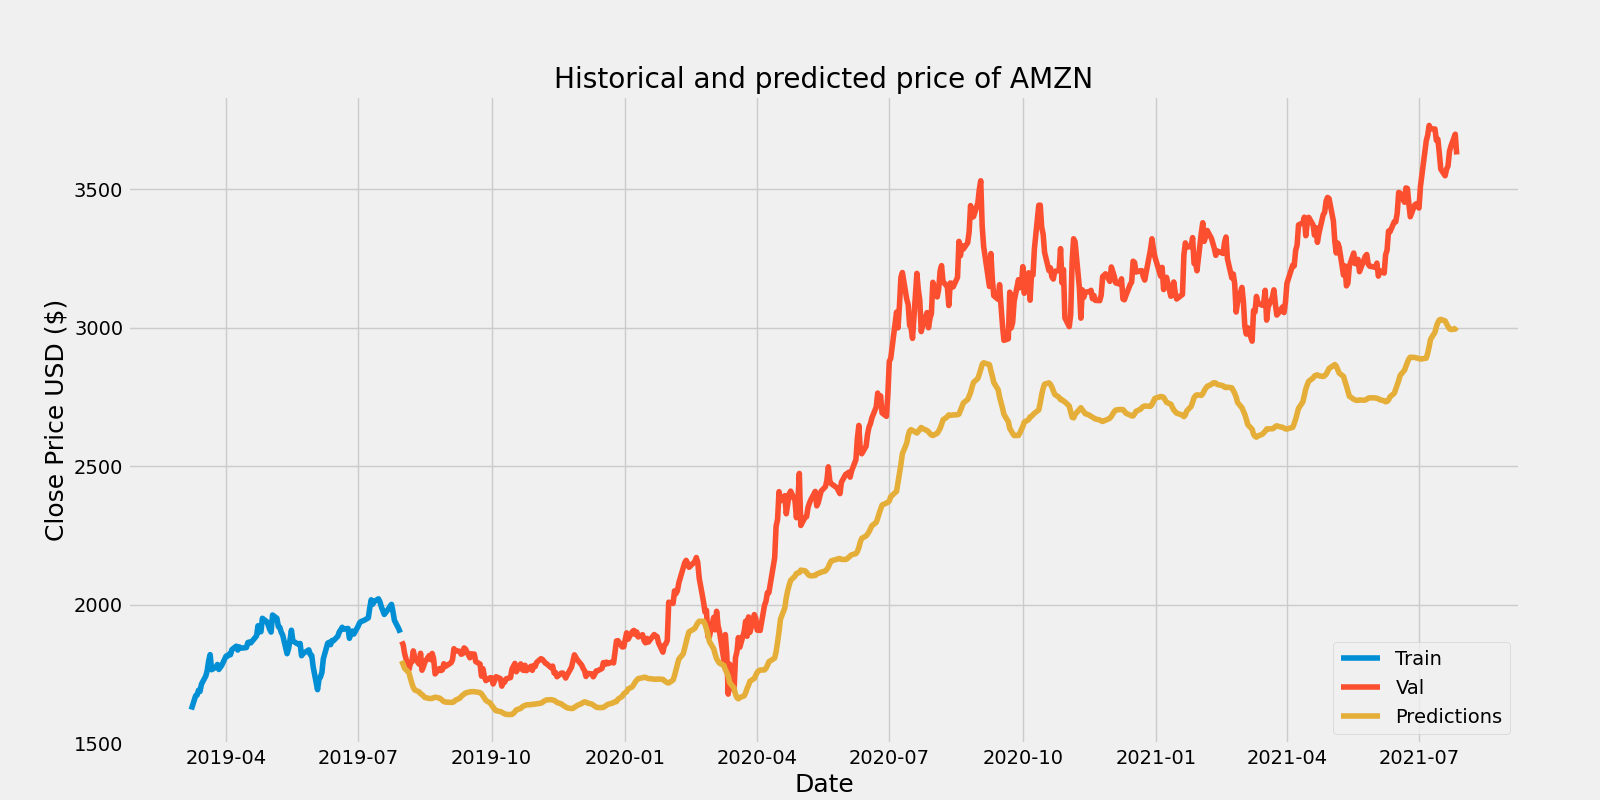 Historical and predicted price of AMZN
Close Price USD ($)
3500
3000
2500
2000
1500
2019-04 2019-07 2019-10 2020-01 2020-04 2020-07 2020-10 2021-01 2021-04 2021-07
Date
Train
Val
Predictions